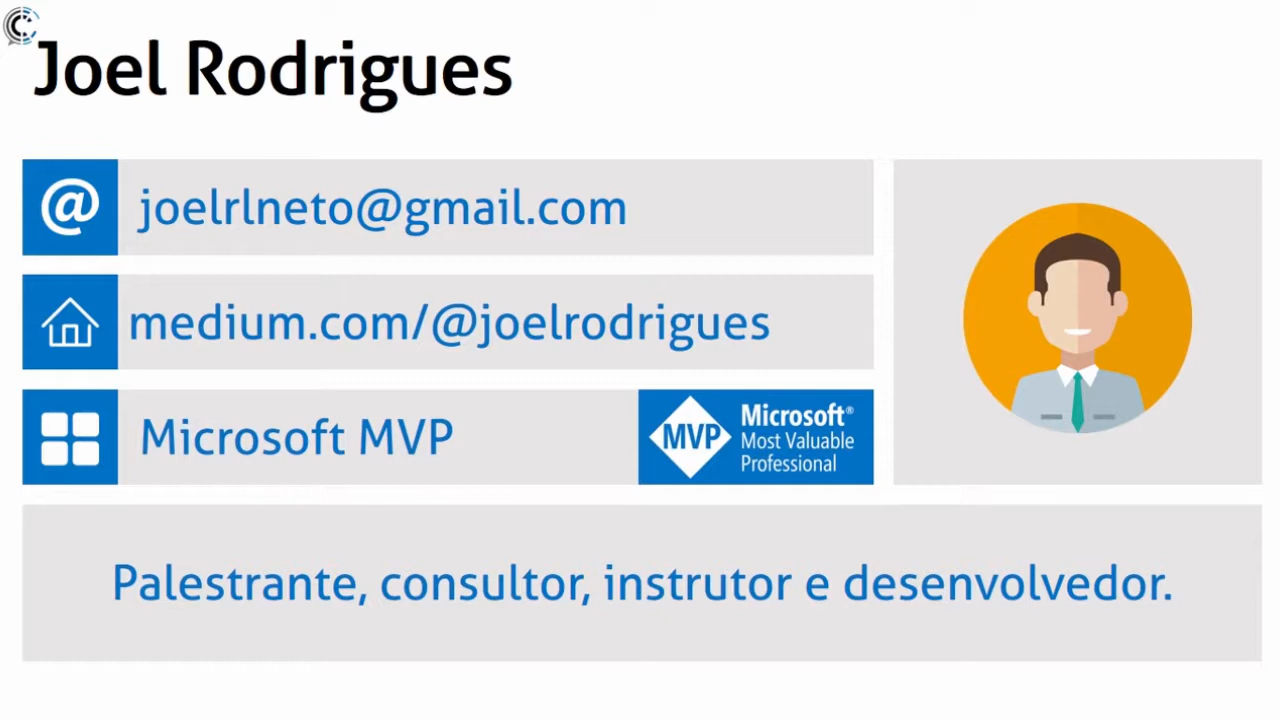 Joel Rodrigues
@ joelrlneto@gmail.com
medium.com/@joelrodrigues
Microsoft MVP
MVP
Microsoft®
Most Valuable
Professional
Palestrante, consultor, instrutor e desenvolvedor.